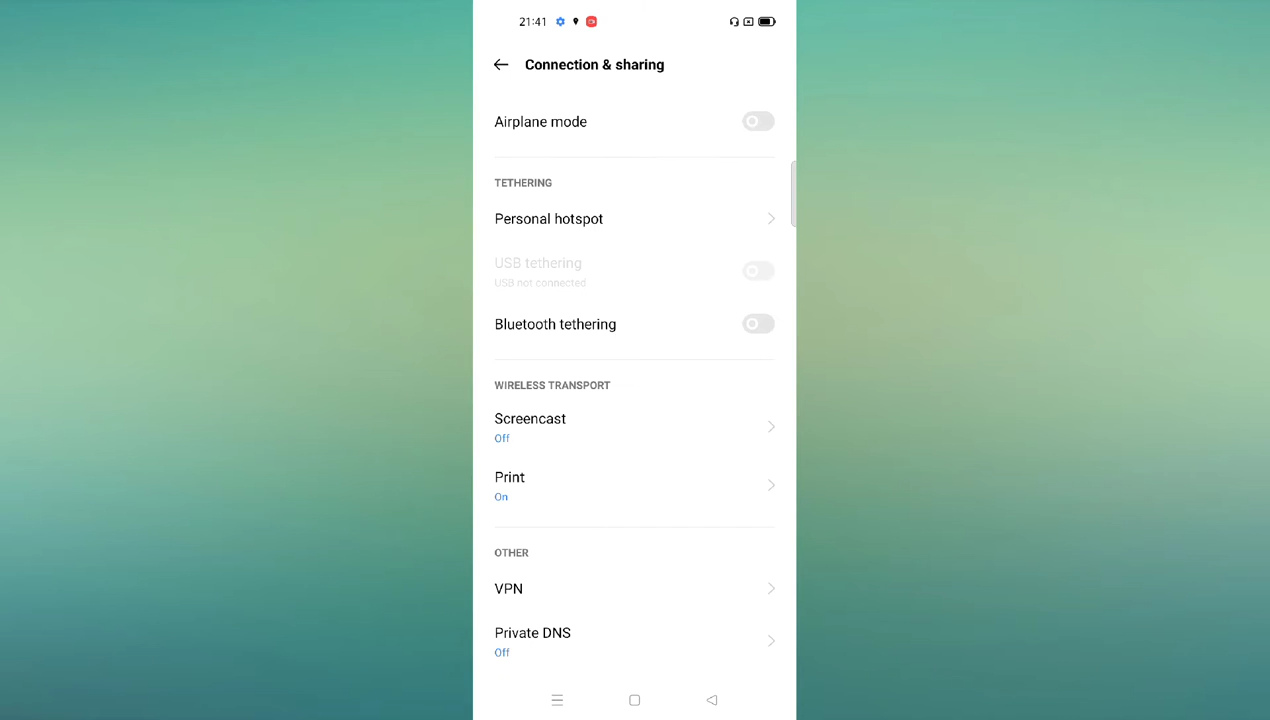 21:41
Connection & sharing
Airplane mode
TETHERING
Personal hotspot
USB tethering
USB not connected
Bluetooth tethering
WIRELESS TRANSPORT
Screencast
Off
Print
On
OTHER
VPN
Private DNS
Off